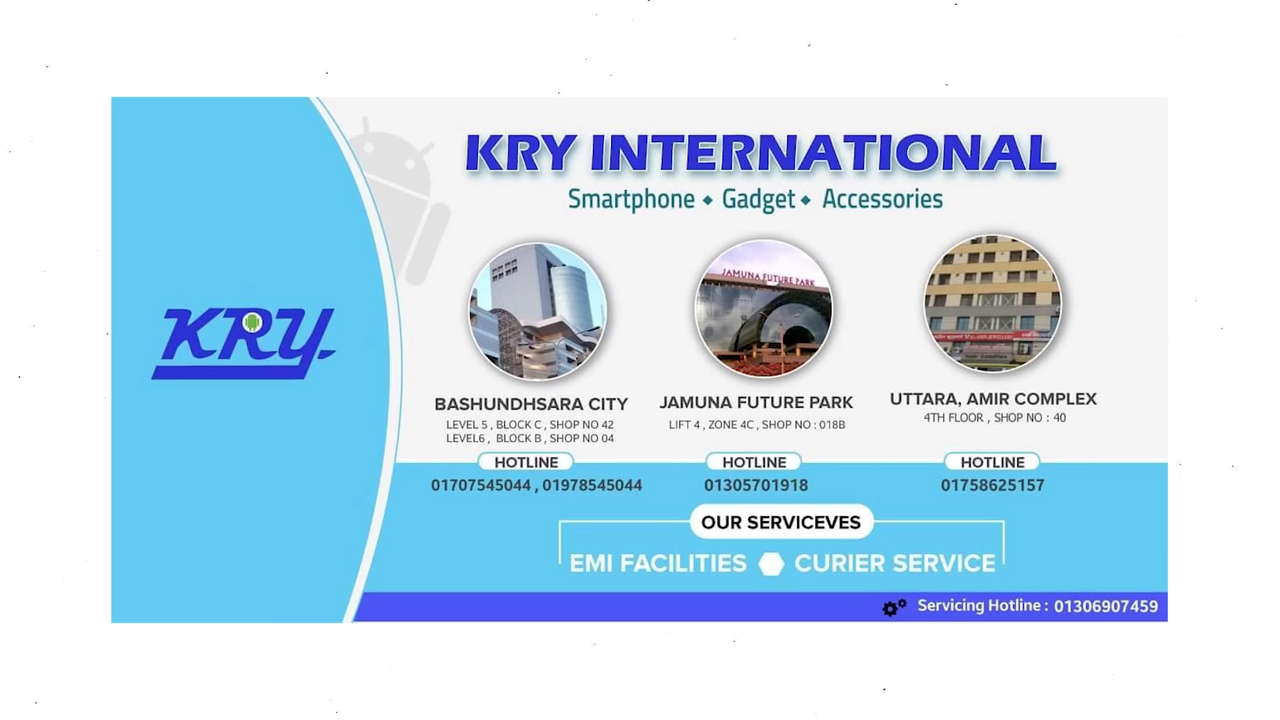 KRY INTERNATIONAL
Smartphone ◆ Gadget ◆ Accessories
KRY
JAMUNA FUTURE PARK
BASHUNDHSARA CITY
LEVEL 5 , BLOCK C , SHOP NO 42
LEVEL6 , BLOCK B , SHOP NO 04
HOTLINE
01707545044 , 01978545044
JAMUNA FUTURE PARK
LIFT 4 , ZONE 4C , SHOP NO : 018B
HOTLINE
01305701918
UTTARA, AMIR COMPLEX
4TH FLOOR , SHOP NO : 40
HOTLINE
01758625157
OUR SERVICEVES
EMI FACILITIES CURIER SERVICE
Servicing Hotline : 01306907459